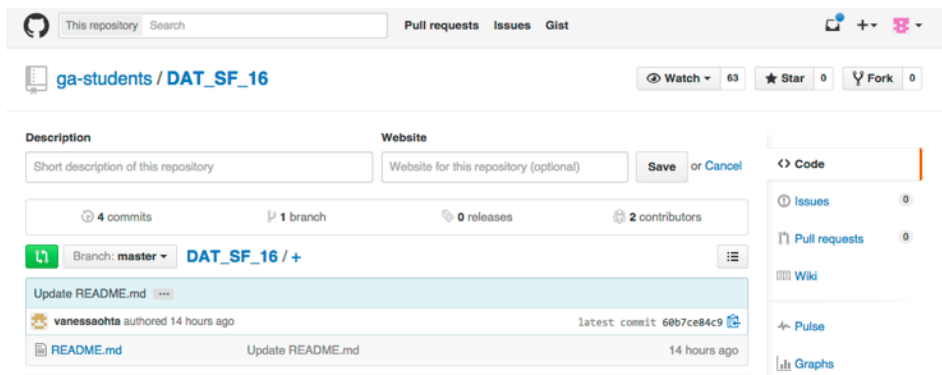 This repository Search Pull requests Issues Gist
ga-students / DAT_SF_16 Watch 63 Star 0 Fork 0
Description Website
Short description of this repository Website for this repository (optional) Save or Cancel
<> Code
4 commits 1 branch 0 releases 2 contributors
Issues 0
Branch: master DAT_SF_16 / +
Pull requests 0
Wiki
Update README.md ...
vanessaohta authored 14 hours ago latest commit 60b7ce84c9
Pulse
README.md Update README.md 14 hours ago
Graphs